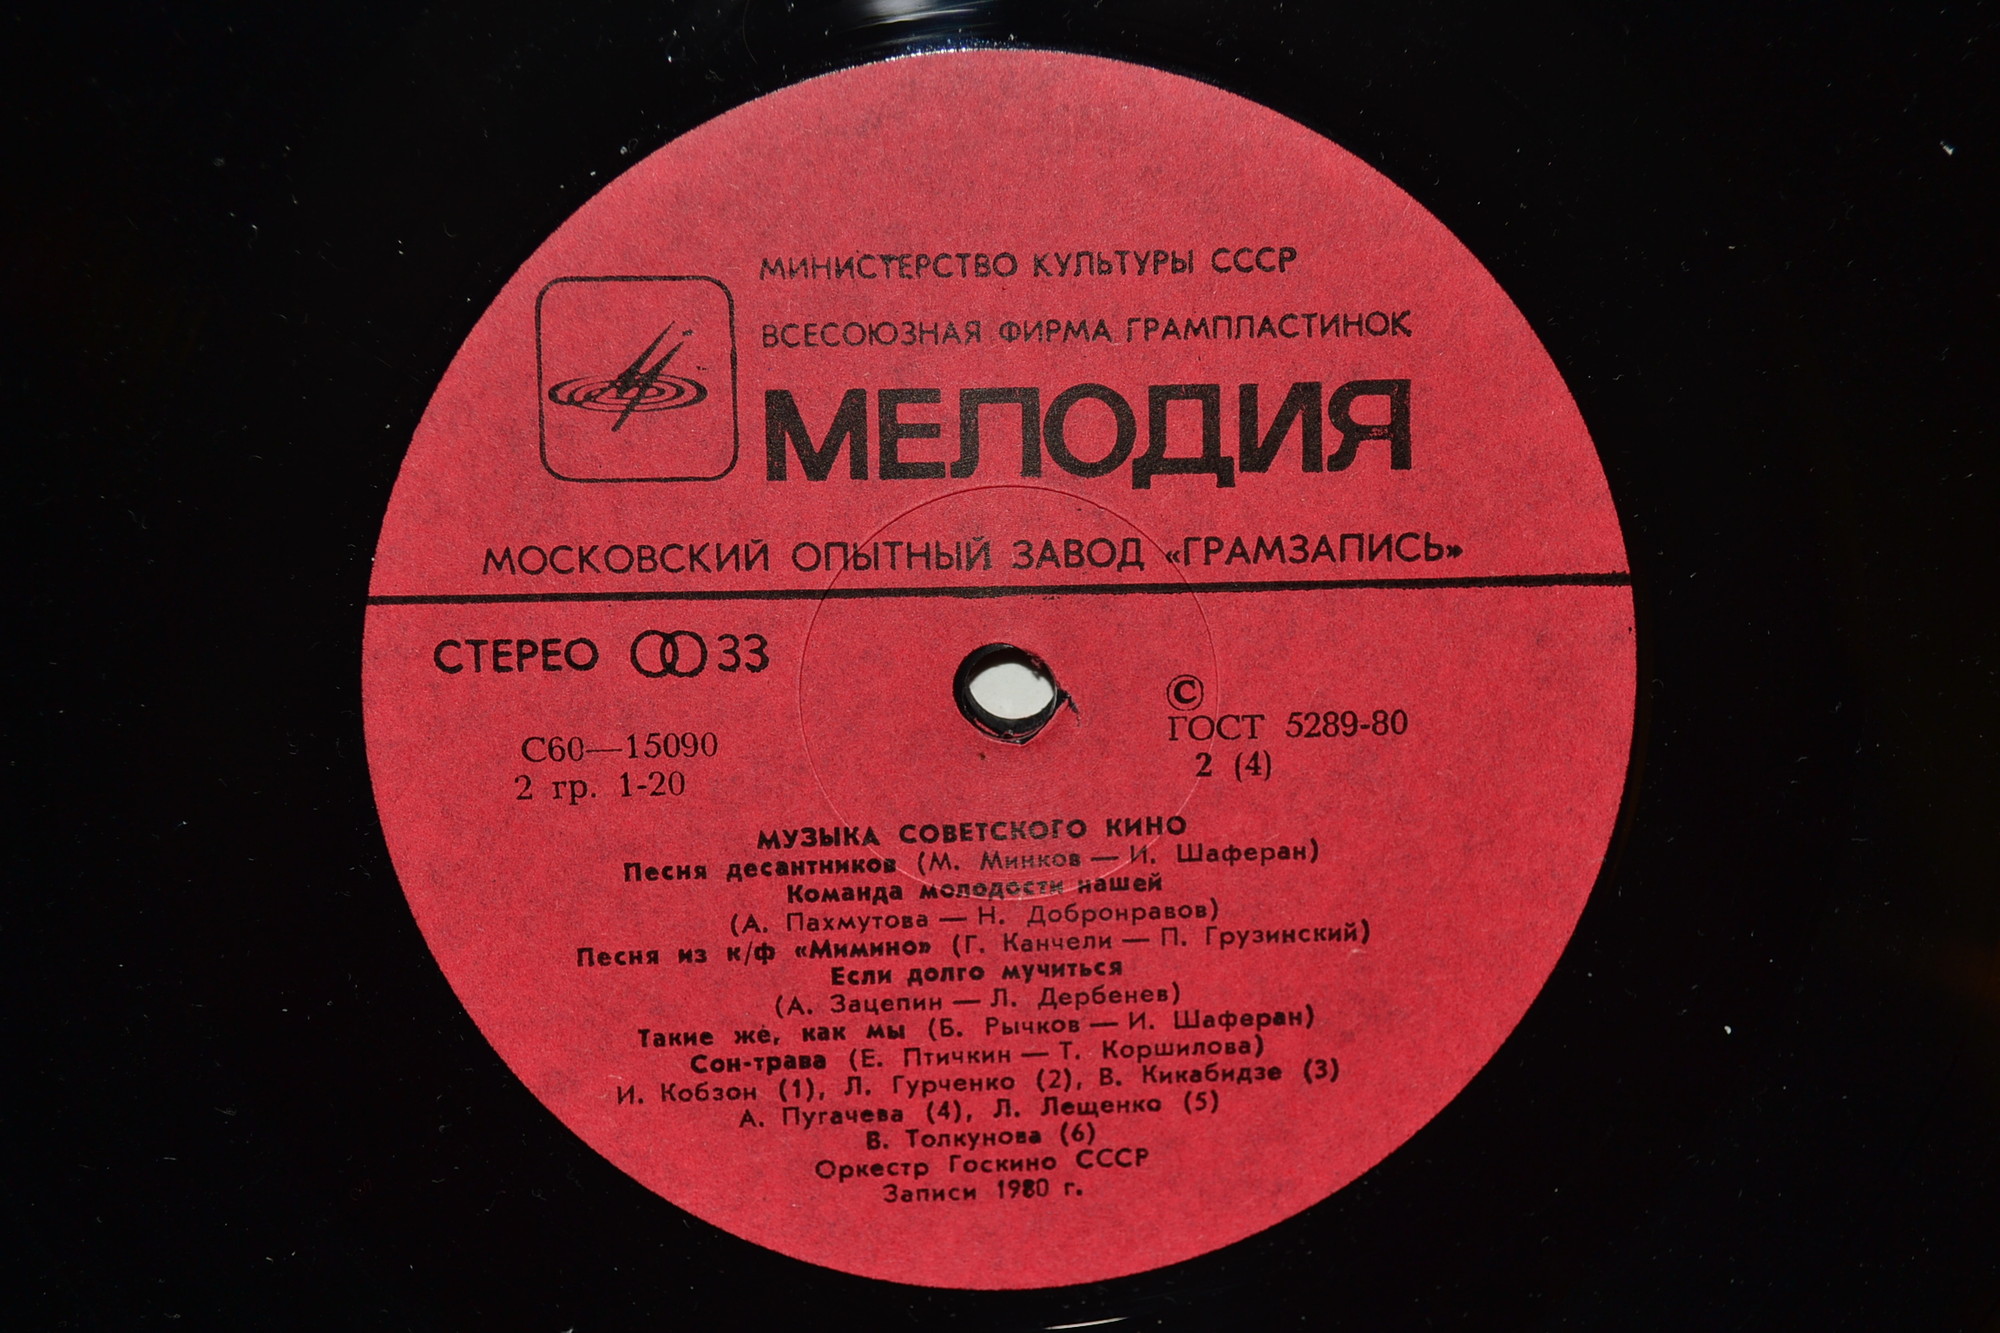 МИНИСТЕРСТВО КУЛЬТУРЫ СССР
ВСЕСОЮЗНАЯ ФИРМА ГРАМПЛАСТИНОК
МЕЛОДИЯ
МОСКОВСКИЙ ОПЫТНЫЙ ЗАВОД «ГРАМЗАПИСЬ»
СТЕРЕО 33
С60—15090
2 гр. 1-20
©
ГОСТ 5289-80
2 (4)
МУЗЫКА СОВЕТСКОГО КИНО
Песня десантников (М. Минков — И. Шаферан)
Команда молодости нашей
(А. Пахмутова — Н. Добронравов)
Песня из к/ф «Мимино» (Г. Канчели — П. Грузинский)
Если долго мучиться
(А. Зацепин — Л. Дербенев)
Такие же, как мы (Б. Рычков — И. Шаферан)
Сон-трава (Е. Птичкин — Т. Коршилова)
И. Кобзон (1), Л. Гурченко (2), В. Кикабидзе (3)
А. Пугачева (4), Л. Лещенко (5)
В. Толкунова (6)
Оркестр Госкино СССР
Записи 1980 г.